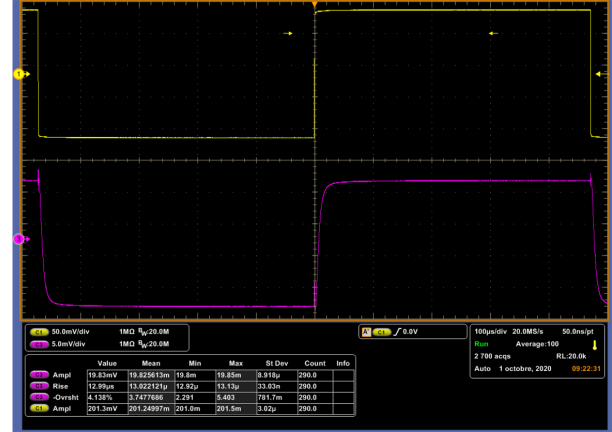 1
3
C1 50.0mV/div 1MΩ BW:20.0M
C3 5.0mV/div 1MΩ BW:20.0M
A' C1 0.0V
100µs/div 20.0MS/s 50.0ns/pt
Run Average:100
2 700 acqs RL:20.0k
Auto 1 octobre, 2020 09:22:31
Value Mean Min Max St Dev Count Info
C3 Ampl 19.83mV 19.825613m 19.8m 19.85m 8.918µ 290.0
C3 Rise 12.99µs 13.022121µ 12.92µ 13.13µ 33.03n 290.0
C3 -Ovrsht 4.138% 3.7477686 2.291 5.403 781.7m 290.0
C1 Ampl 201.3mV 201.24997m 201.0m 201.5m 3.02µ 290.0